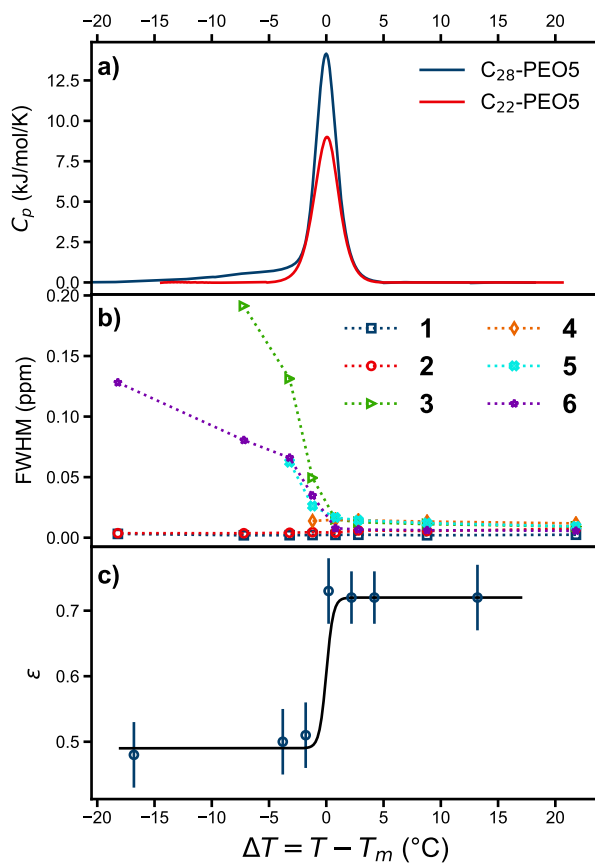 −20 −15 −10 −5 0 5 10 15 20
a)
C₂₈-PEO5
C₂₂-PEO5
12.5
10.0
7.5
5.0
2.5
0.0
Cₚ (kJ/mol/K)
b)
1 4
2 5
3 6
0.20
0.15
0.10
0.05
0.00
FWHM (ppm)
c)
0.7
0.6
0.5
ε
−20 −15 −10 −5 0 5 10 15 20
ΔT = T − Tₘ (°C)